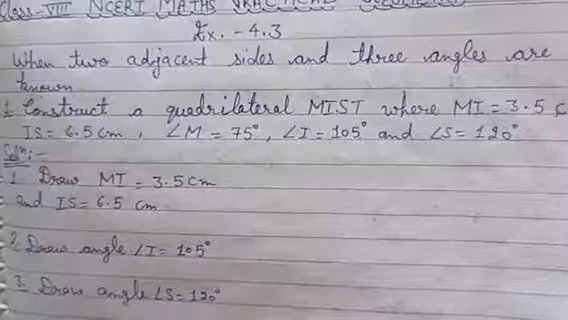 Class-VIII NCERT MATHS PRACTICAL GEOMETRY
Ex. - 4.3
When two adjacent sides and three angles are
known
1. Construct a quadrilateral MIST where MI = 3.5 c
IS = 6.5 cm, ∠M = 75°, ∠I = 105° and ∠S = 120°
Soln:-
1. Draw MI = 3.5 cm
and IS = 6.5 cm
2. Draw angle ∠I = 105°
3. Draw angle ∠S = 120°